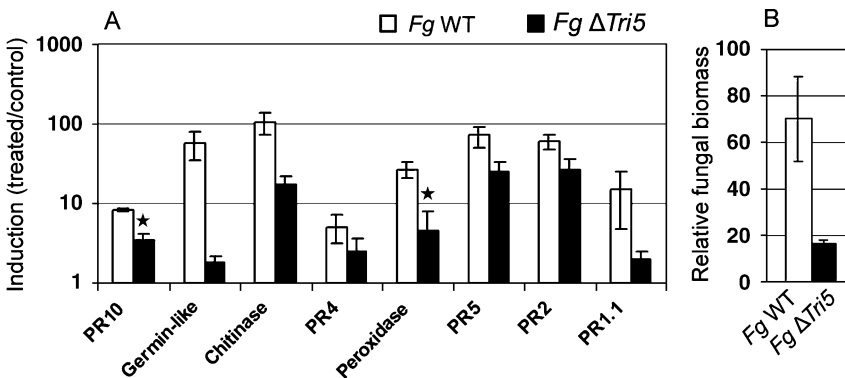 A
Fg WT
Fg ΔTri5
Induction (treated/control)
1000
100
10
1
PR10
Germin-like
Chitinase
PR4
Peroxidase
PR5
PR2
PR1.1
B
Relative fungal biomass
100
80
60
40
20
0
Fg WT
Fg ΔTri5